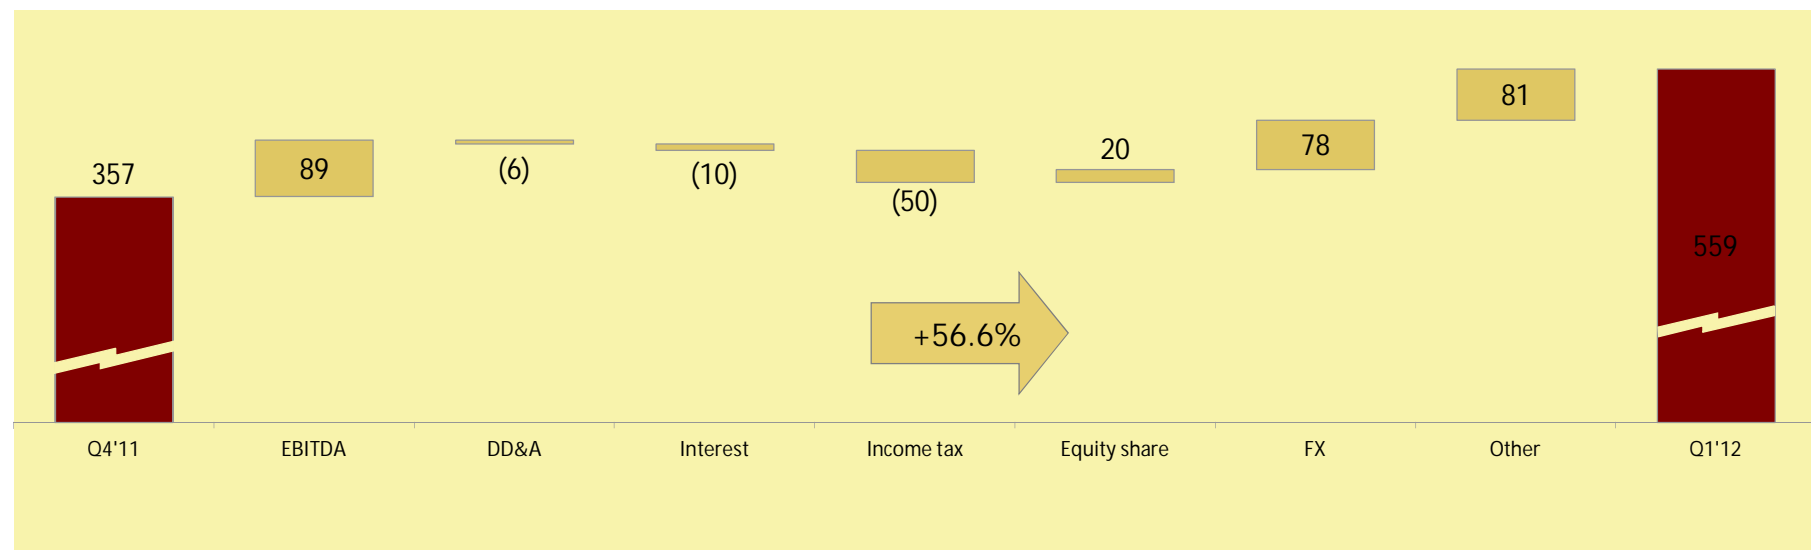 357
89
(6)
(10)
(50)
20
78
81
559
+56.6%
Q4'11
EBITDA
DD&A
Interest
Income tax
Equity share
FX
Other
Q1'12